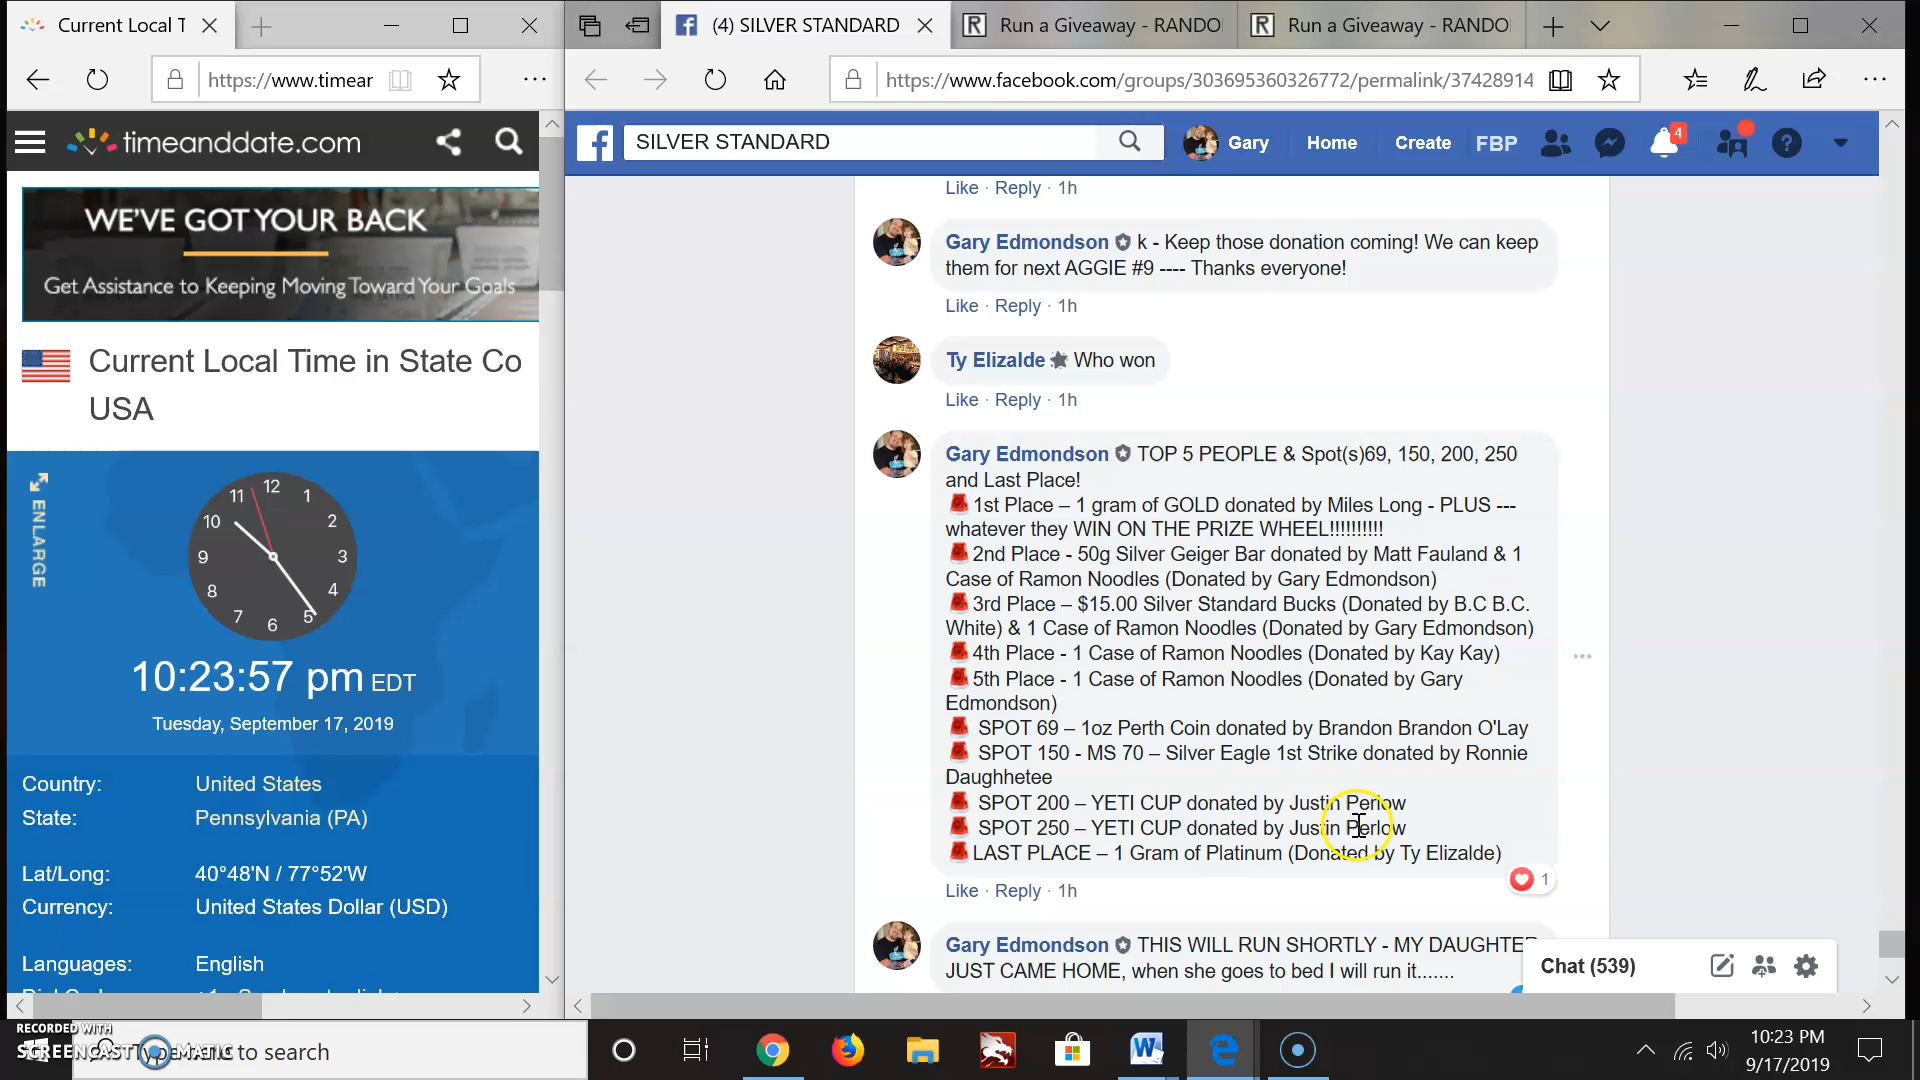 Current Local T
(4) SILVER STANDARD
Run a Giveaway - RANDO
Run a Giveaway - RANDO
https://www.timear
https://www.facebook.com/groups/303695360326772/permalink/37428914
timeanddate.com
SILVER STANDARD
Gary
Home
Create
FBP
4
WE'VE GOT YOUR BACK
Get Assistance to Keeping Moving Toward Your Goals
Current Local Time in State Co
USA
ENLARGE
12
1
2
3
4
5
6
7
8
9
10
11
10:23:57 pm EDT
Tuesday, September 17, 2019
Country: United States
State: Pennsylvania (PA)
Lat/Long: 40°48'N / 77°52'W
Currency: United States Dollar (USD)
Languages: English
Like · Reply · 1h
Gary Edmondson k - Keep those donation coming! We can keep
them for next AGGIE #9 ---- Thanks everyone!
Like · Reply · 1h
Ty Elizalde Who won
Like · Reply · 1h
Gary Edmondson TOP 5 PEOPLE & Spot(s)69, 150, 200, 250
and Last Place!
1st Place – 1 gram of GOLD donated by Miles Long - PLUS ---
whatever they WIN ON THE PRIZE WHEEL!!!!!!!!!!
2nd Place - 50g Silver Geiger Bar donated by Matt Fauland & 1
Case of Ramon Noodles (Donated by Gary Edmondson)
3rd Place – $15.00 Silver Standard Bucks (Donated by B.C B.C.
White) & 1 Case of Ramon Noodles (Donated by Gary Edmondson)
4th Place - 1 Case of Ramon Noodles (Donated by Kay Kay)
5th Place - 1 Case of Ramon Noodles (Donated by Gary
Edmondson)
SPOT 69 – 1oz Perth Coin donated by Brandon Brandon O'Lay
SPOT 150 - MS 70 – Silver Eagle 1st Strike donated by Ronnie
Daughhetee
SPOT 200 – YETI CUP donated by Justin Perlow
SPOT 250 – YETI CUP donated by Justin Perlow
LAST PLACE – 1 Gram of Platinum (Donated by Ty Elizalde)
1
Like · Reply · 1h
Gary Edmondson THIS WILL RUN SHORTLY - MY DAUGHTER
JUST CAME HOME, when she goes to bed I will run it.......
Chat (539)
RECORDED WITH
SCREENCAST MATIC
to search
10:23 PM
9/17/2019